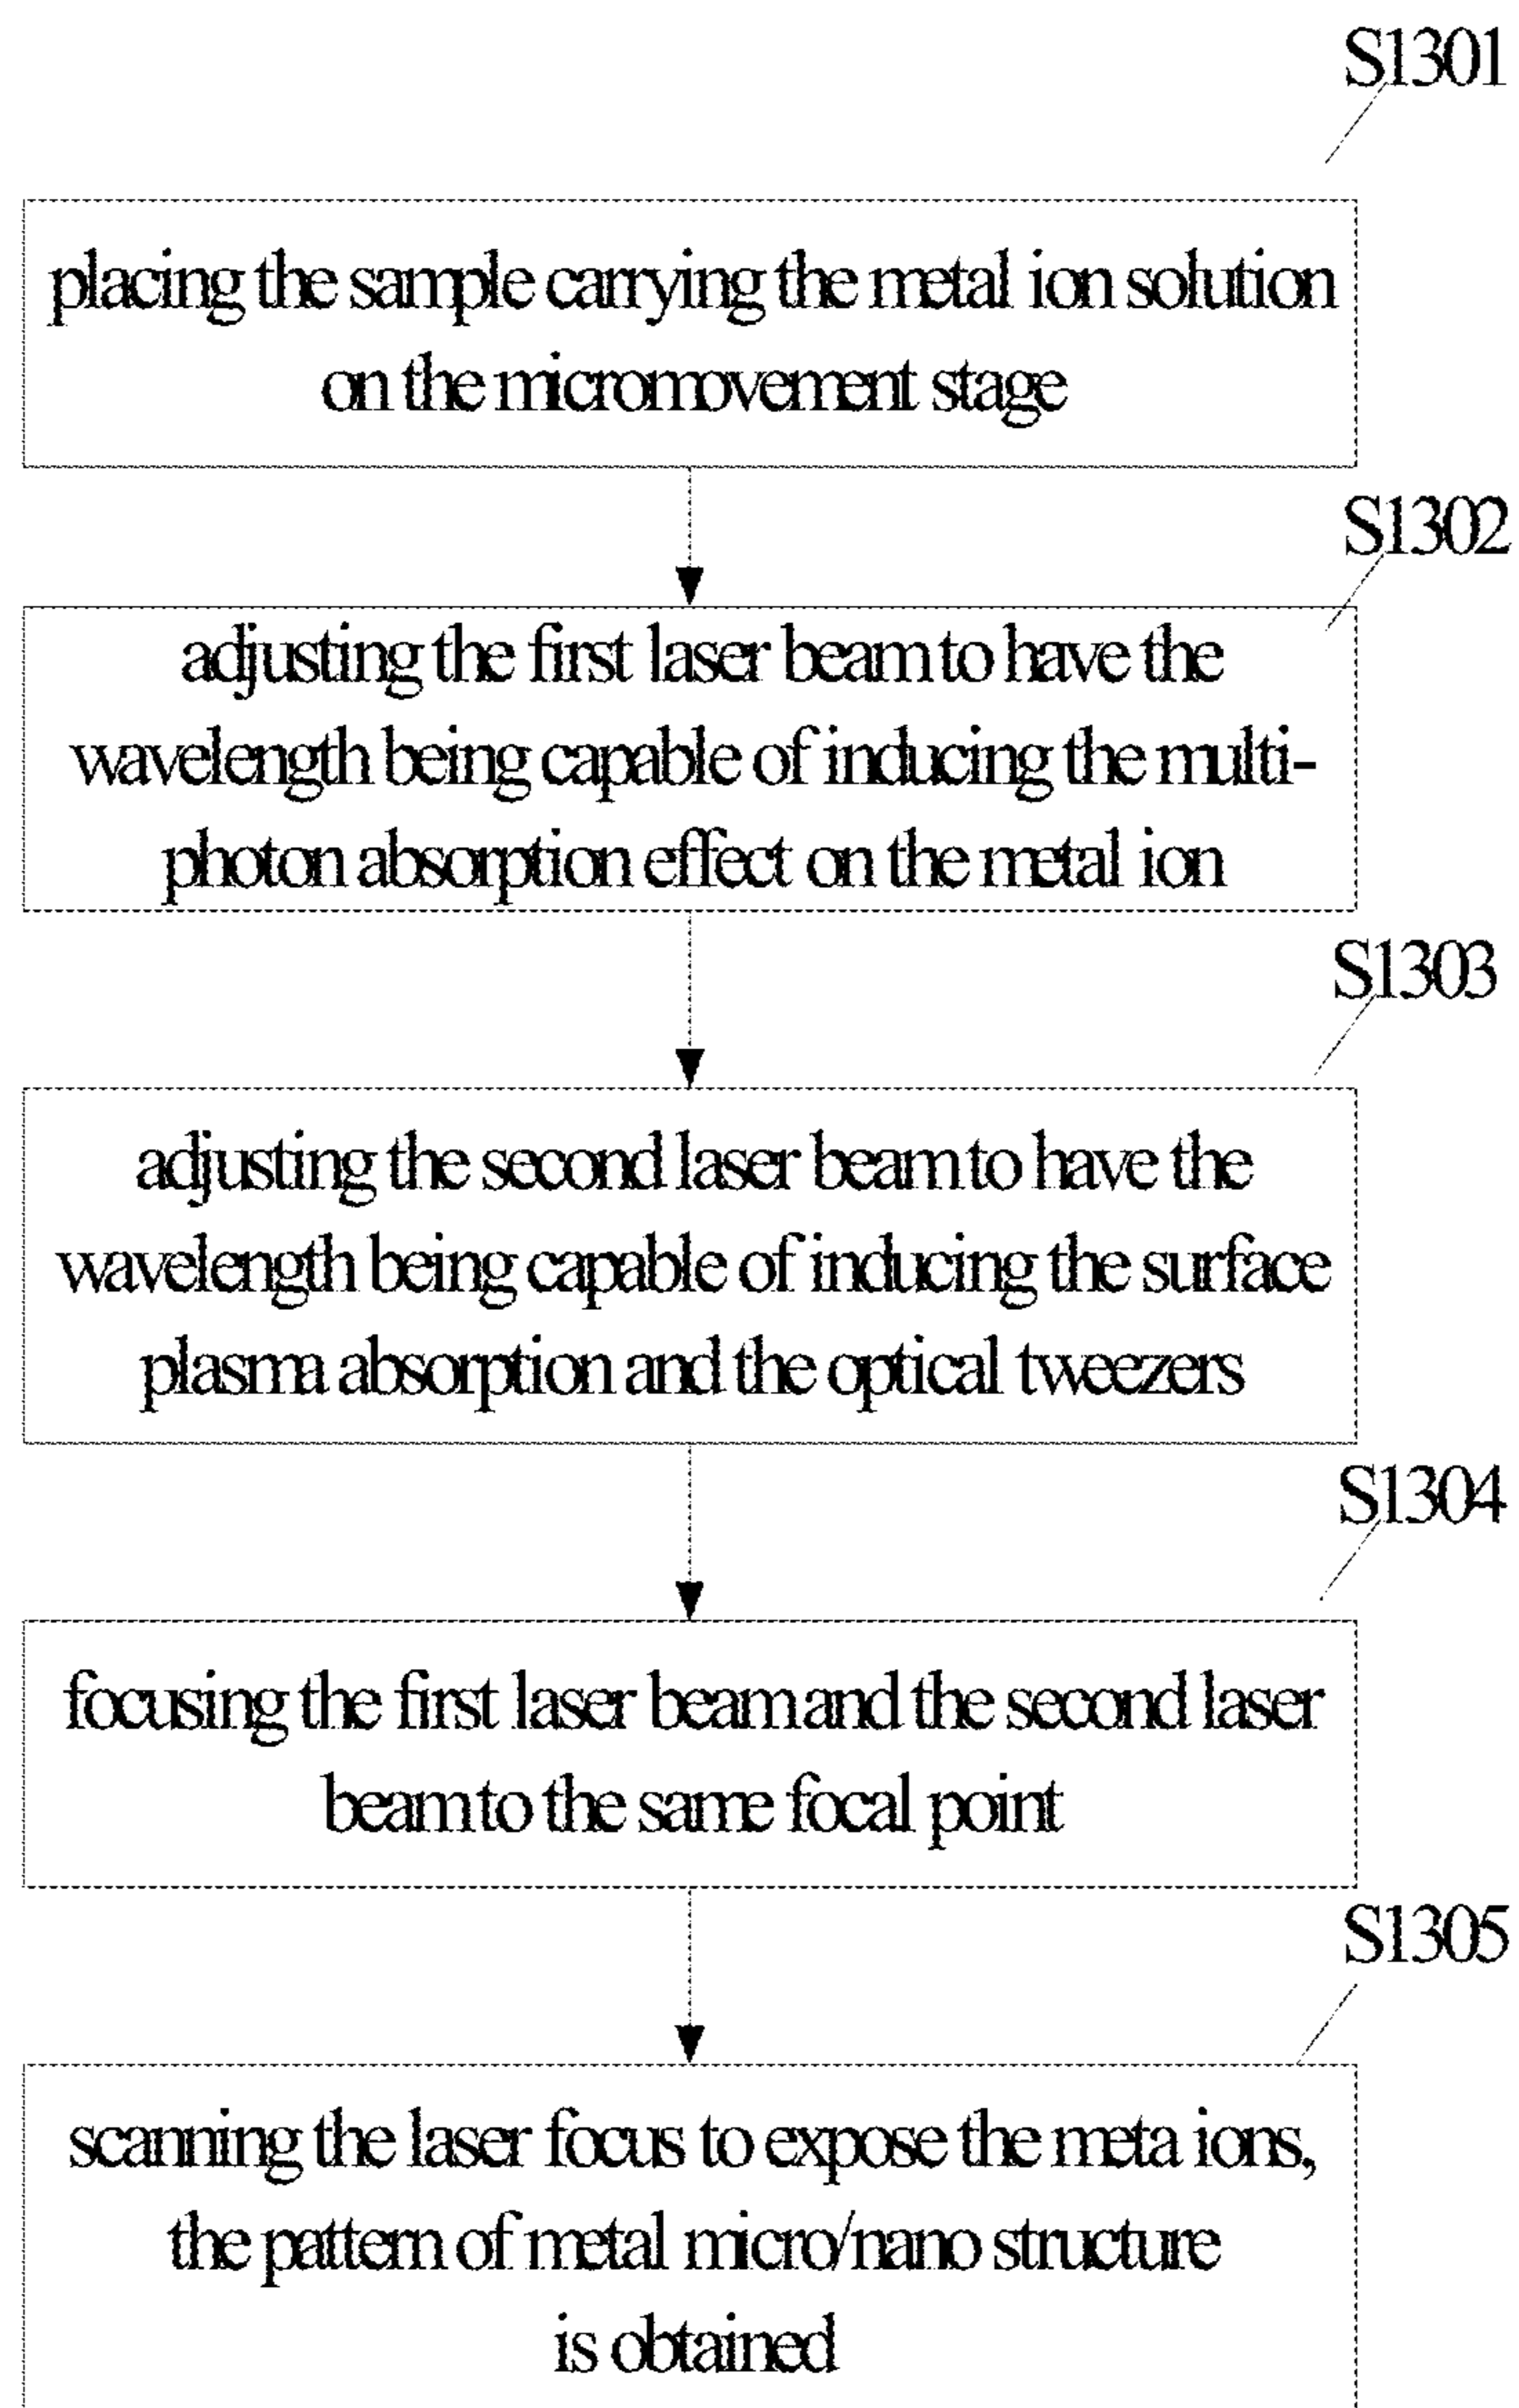 S1301
placing the sample carrying the metal ion solution
on the micromovement stage
S1302
adjusting the first laser beam to have the
wavelength being capable of inducing the multi-
photon absorption effect on the metal ion
S1303
adjusting the second laser beam to have the
wavelength being capable of inducing the surface
plasma absorption and the optical tweezers
S1304
focusing the first laser beam and the second laser
beam to the same focal point
S1305
scanning the laser focus to expose the meta ions,
the pattern of metal micro/nano structure
is obtained